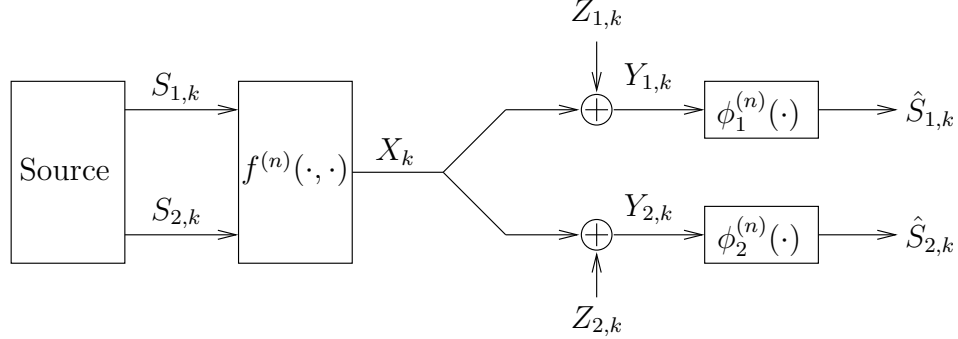 Z_{1,k}
S_{1,k}
Y_{1,k}
Source
f^{(n)}(·,·)
X_k
ϕ_1^{(n)}(·)
Ŝ_{1,k}
S_{2,k}
Y_{2,k}
ϕ_2^{(n)}(·)
Ŝ_{2,k}
Z_{2,k}